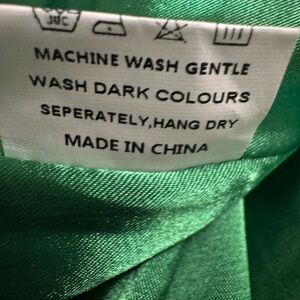 MACHINE WASH GENTLE
WASH DARK COLOURS
SEPERATELY,HANG DRY
MADE IN CHINA